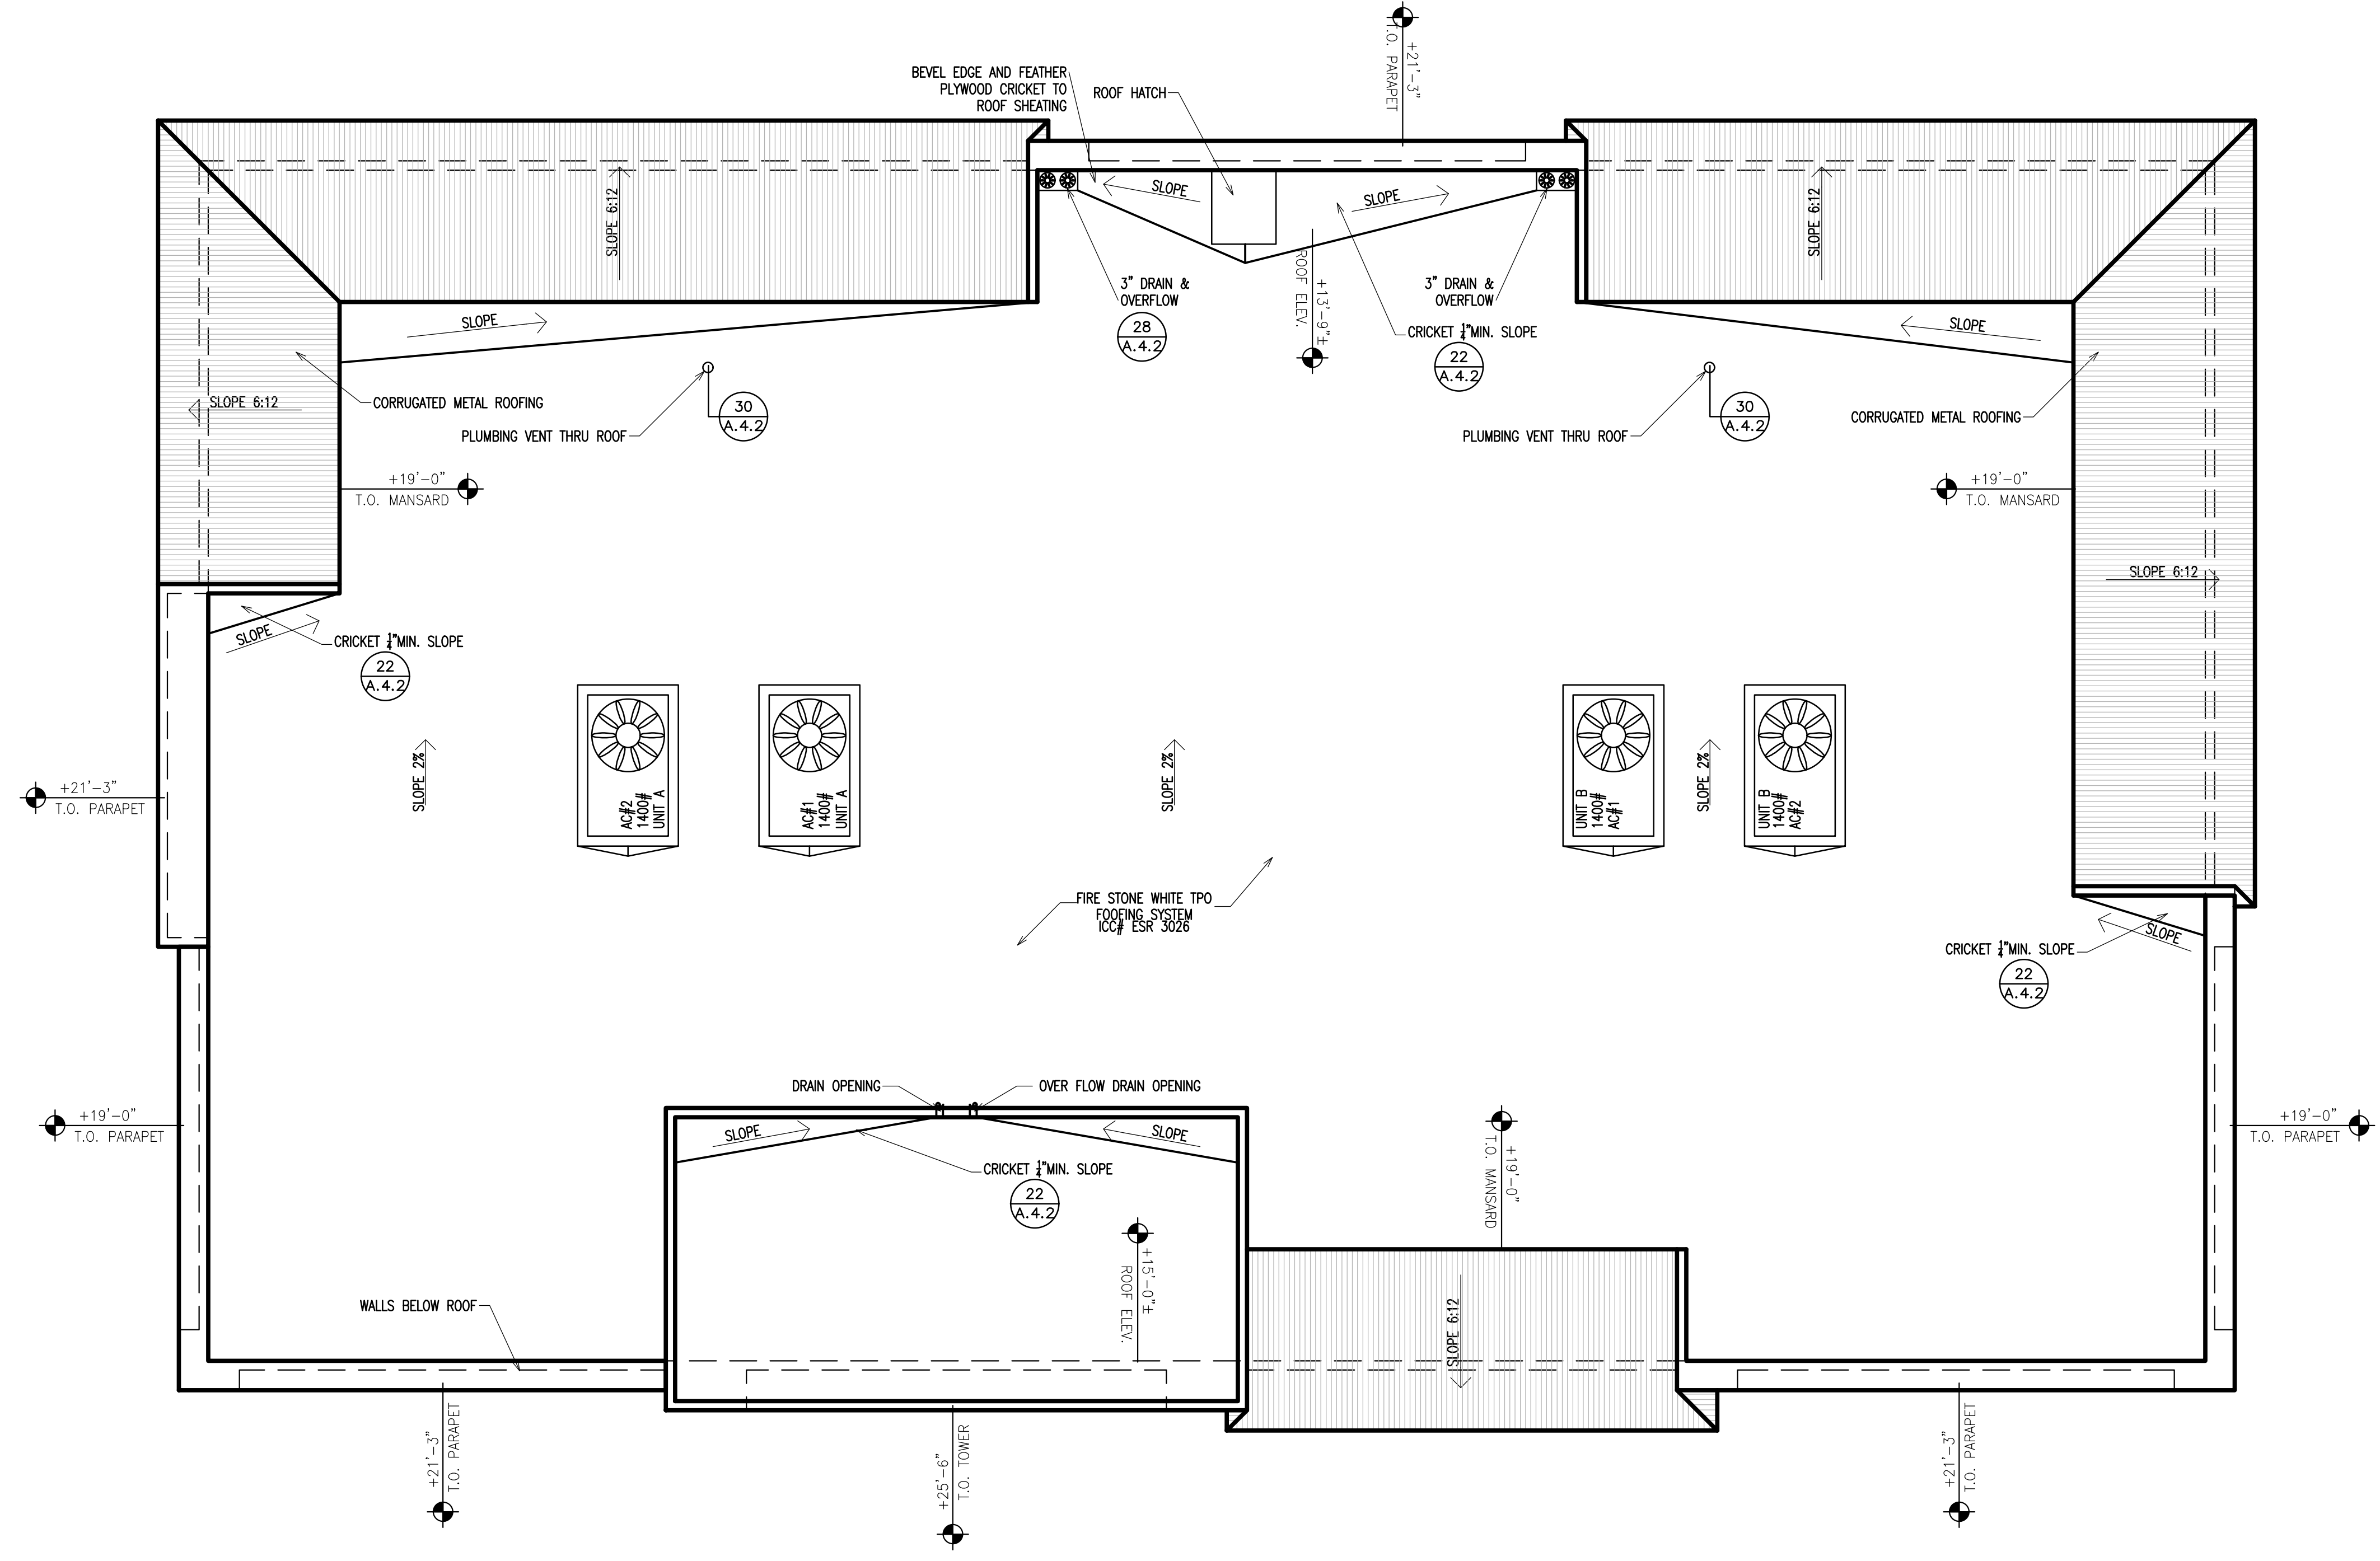 +21'-3"
T.O. PARAPET
BEVEL EDGE AND FEATHER
PLYWOOD CRICKET TO
ROOF SHEATING
ROOF HATCH
SLOPE
SLOPE
SLOPE 6:12
SLOPE 6:12
3" DRAIN &
OVERFLOW
28
A.4.2
+13'-9"±
ROOF ELEV.
3" DRAIN &
OVERFLOW
CRICKET ¼"MIN. SLOPE
22
A.4.2
SLOPE
SLOPE
SLOPE 6:12
CORRUGATED METAL ROOFING
PLUMBING VENT THRU ROOF
30
A.4.2
PLUMBING VENT THRU ROOF
30
A.4.2
CORRUGATED METAL ROOFING
+19'-0"
T.O. MANSARD
+19'-0"
T.O. MANSARD
SLOPE 6:12
SLOPE
CRICKET ¼"MIN. SLOPE
22
A.4.2
+21'-3"
T.O. PARAPET
SLOPE 2%
AC#2
1400#
UNIT A
AC#1
1400#
UNIT A
SLOPE 2%
UNIT B
1400#
AC#1
SLOPE 2%
UNIT B
1400#
AC#2
FIRE STONE WHITE TPO
FOOFING SYSTEM
ICC# ESR 3026
SLOPE
CRICKET ¼"MIN. SLOPE
22
A.4.2
+19'-0"
T.O. PARAPET
DRAIN OPENING
OVER FLOW DRAIN OPENING
SLOPE
SLOPE
CRICKET ¼"MIN. SLOPE
22
A.4.2
+19'-0"
T.O. MANSARD
+19'-0"
T.O. PARAPET
+15'-0"±
ROOF ELEV.
WALLS BELOW ROOF
SLOPE 6:12
+21'-3"
T.O. PARAPET
+25'-6"
T.O. TOWER
+21'-3"
T.O. PARAPET